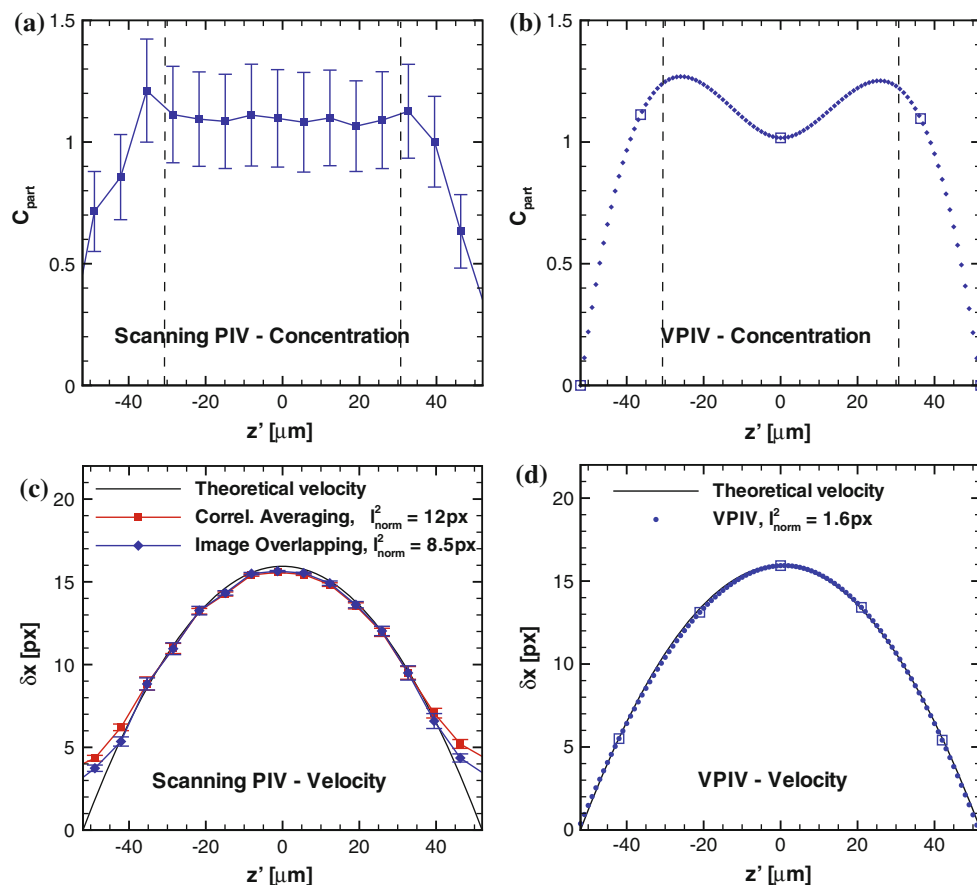 (a)
1.5
1
0.5
0
C_part
-40 -20 0 20 40
z' [μm]
Scanning PIV - Concentration
(b)
1.5
1
0.5
0
C_part
-40 -20 0 20 40
z' [μm]
VPIV - Concentration
(c)
20
15
10
5
0
δx [px]
Theoretical velocity
Correl. Averaging, I²_norm = 12px
Image Overlapping, I²_norm = 8.5px
Scanning PIV - Velocity
-40 -20 0 20 40
z' [μm]
(d)
20
15
10
5
0
δx [px]
Theoretical velocity
VPIV, I²_norm = 1.6px
VPIV - Velocity
-40 -20 0 20 40
z' [μm]